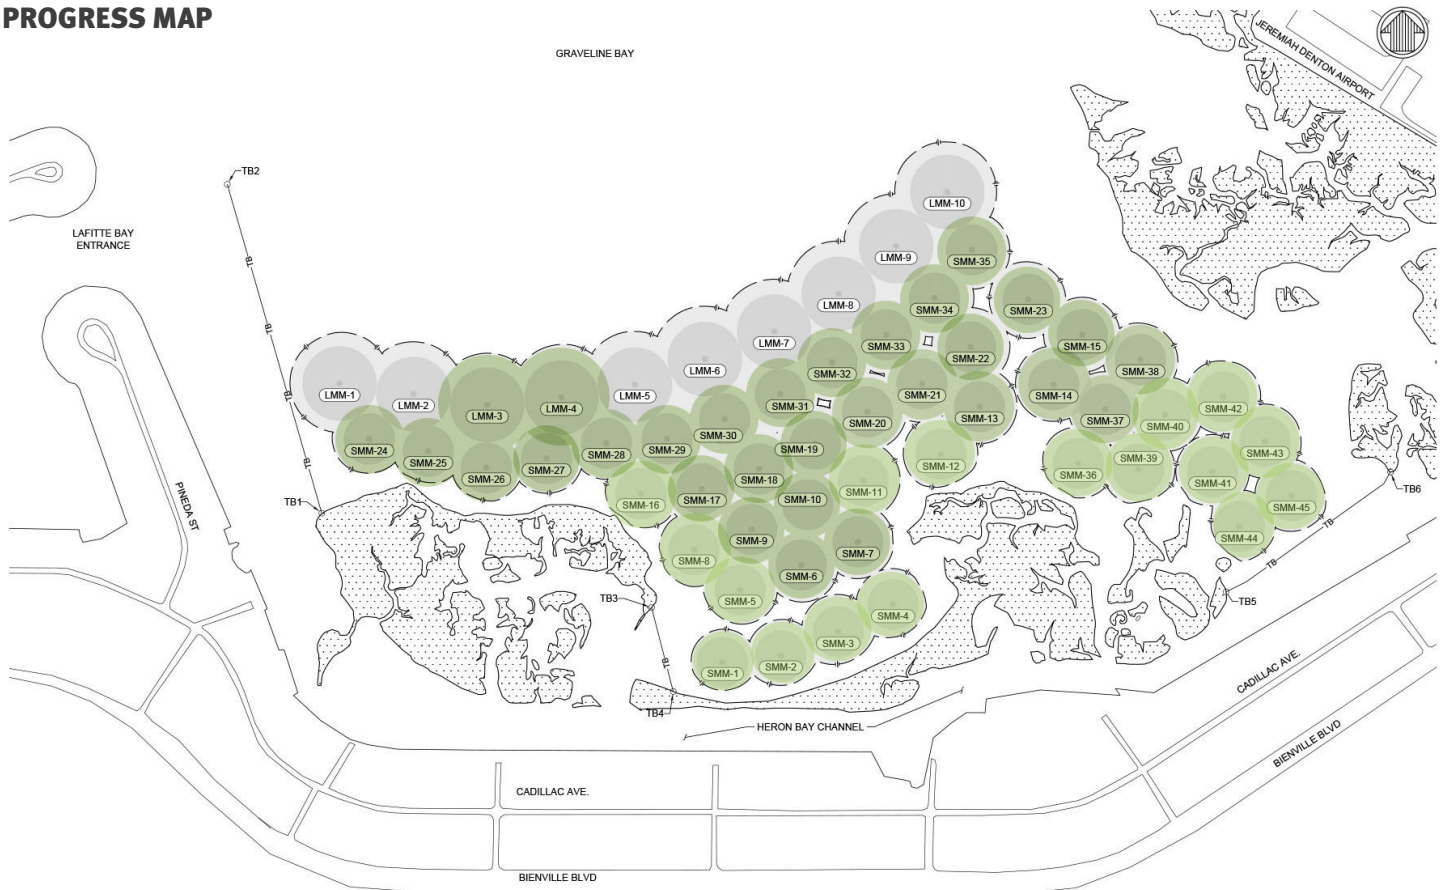 PROGRESS MAP
GRAVELINE BAY
JEREMIAH DENTON AIRPORT
TB2
LAFITTE BAY
ENTRANCE
TB
TB
TB
TB
TB1
PINEDA ST
LMM-10
LMM-9
SMM-35
LMM-8
SMM-34
SMM-23
LMM-7
SMM-33
SMM-15
SMM-22
LMM-6
SMM-32
SMM-38
LMM-1
LMM-2
LMM-3
LMM-4
LMM-5
SMM-31
SMM-21
SMM-14
SMM-42
SMM-20
SMM-13
SMM-37
SMM-40
SMM-30
SMM-24
SMM-25
SMM-26
SMM-27
SMM-28
SMM-29
SMM-19
SMM-12
SMM-39
SMM-43
SMM-36
SMM-18
SMM-41
SMM-11
SMM-17
SMM-10
SMM-16
SMM-45
TB6
TB
SMM-9
SMM-44
SMM-7
SMM-8
TB
SMM-6
TB3
SMM-5
TB5
SMM-4
SMM-3
SMM-2
SMM-1
TB
TB4
HERON BAY CHANNEL
CADILLAC AVE.
BIENVILLE BLVD
CADILLAC AVE.
BIENVILLE BLVD